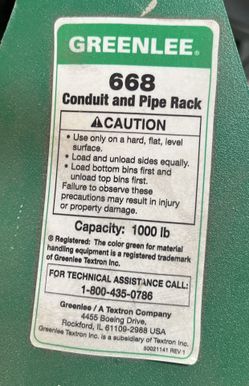 GREENLEE®
668
Conduit and Pipe Rack
⚠CAUTION
• Use only on a hard, flat, level
surface.
• Load and unload sides equally.
• Load bottom bins first and
unload top bins first.
Failure to observe these
precautions may result in injury
or property damage.
Capacity: 1000 lb
® Registered: The color green for material
handling equipment is a registered trademark
of Greenlee Textron Inc.
FOR TECHNICAL ASSISTANCE CALL:
1-800-435-0786
Greenlee / A Textron Company
4455 Boeing Drive,
Rockford, IL 61109-2988 USA
Greenlee Textron Inc. is a subsidiary of Textron Inc.
50021141 REV 1